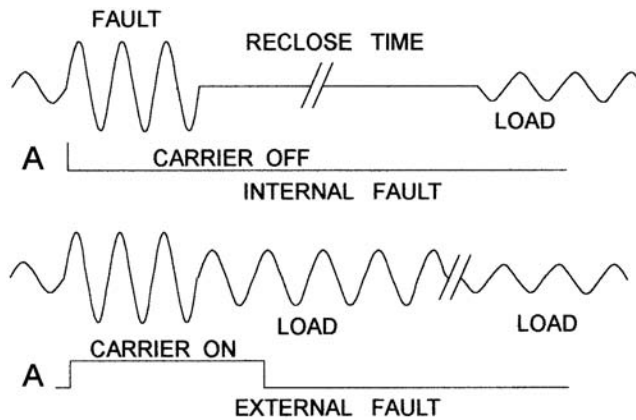 FAULT
RECLOSE TIME
LOAD
A
CARRIER OFF
INTERNAL FAULT
LOAD
LOAD
CARRIER ON
A
EXTERNAL FAULT